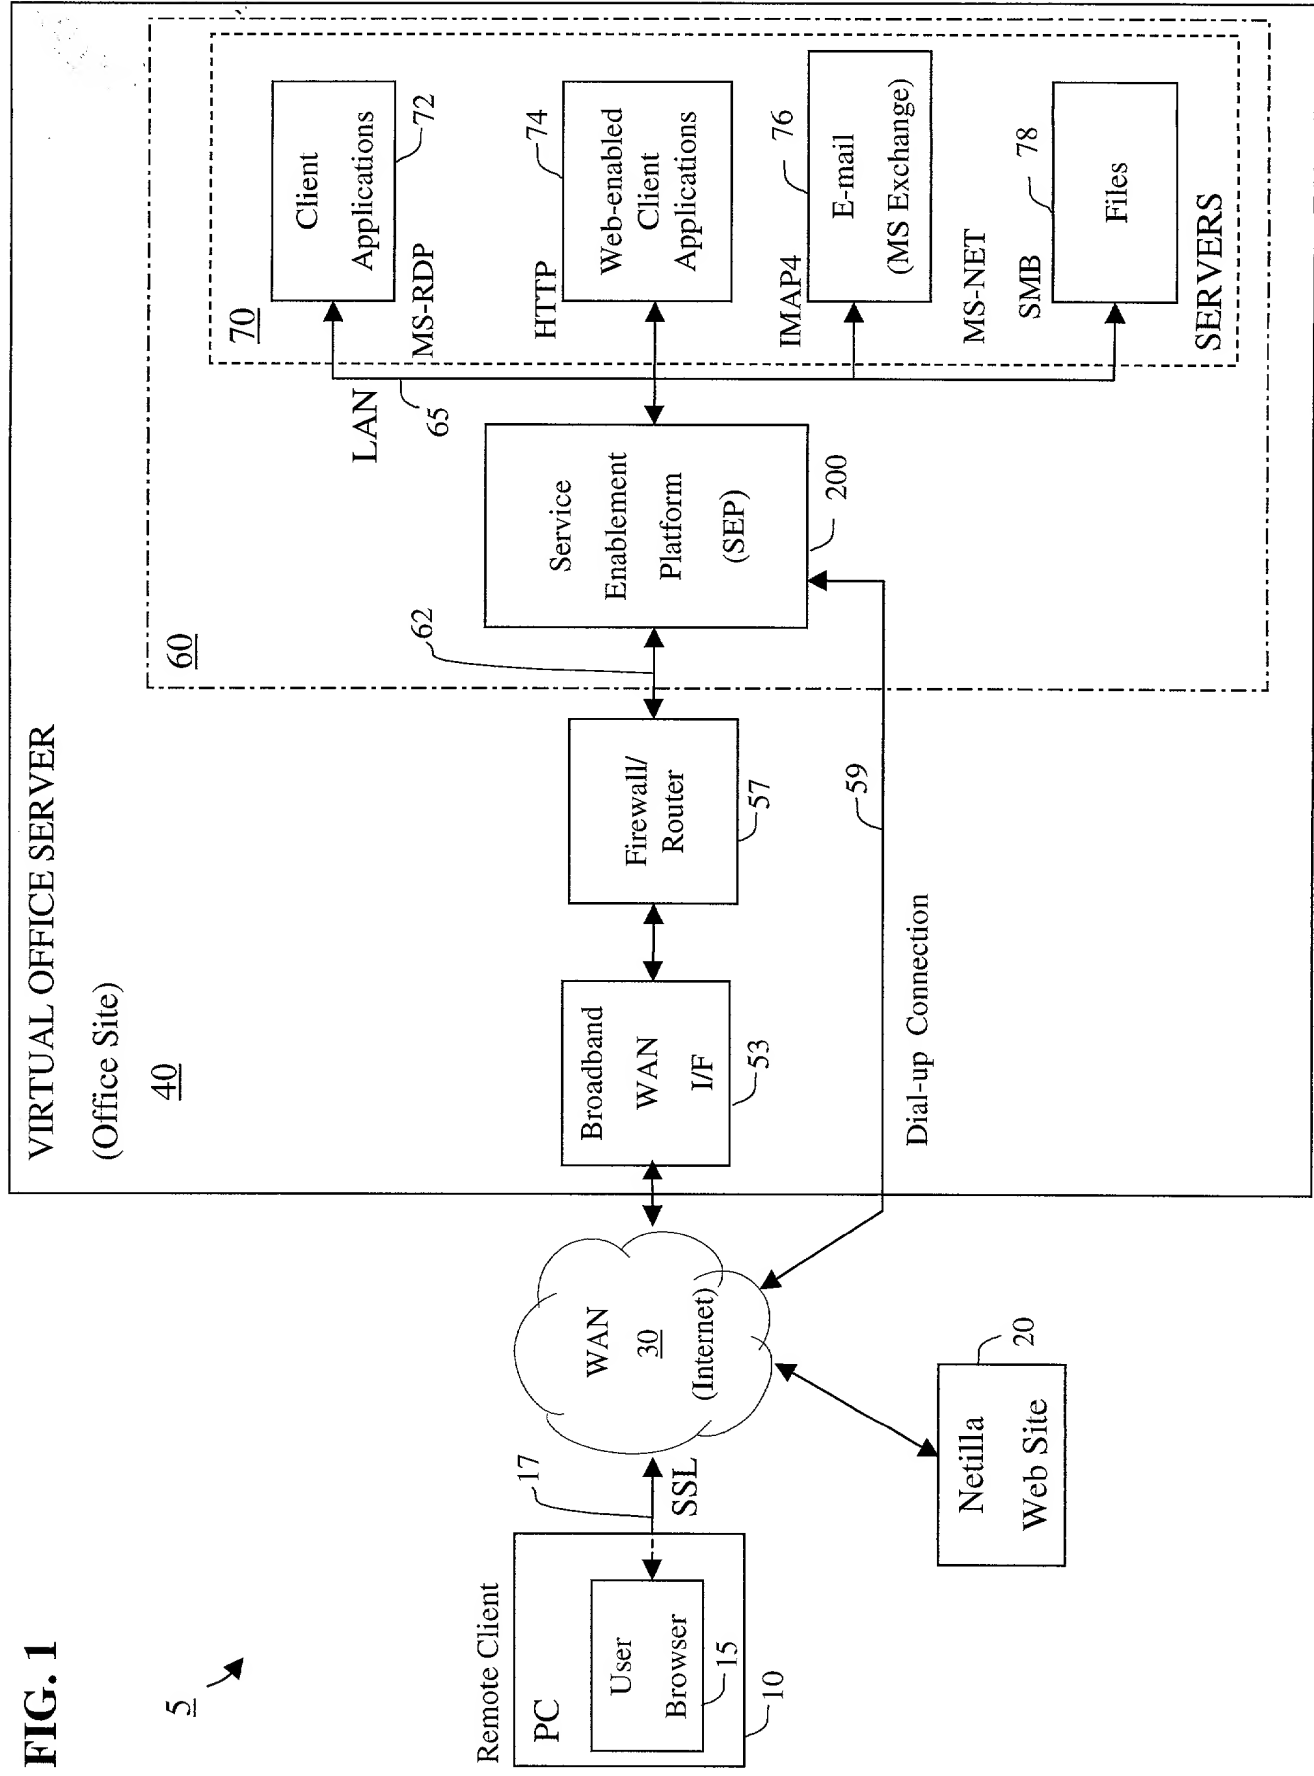 FIG. 1
5
Remote Client
PC
User
Browser
15
10
17
SSL
WAN
30
(Internet)
Netilla
Web Site
20
VIRTUAL OFFICE SERVER
(Office Site)
40
Broadband
WAN
I/F
53
Firewall/
Router
57
Dial-up Connection
59
60
62
Service
Enablement
Platform
(SEP)
200
LAN
65
70
Client
Applications
72
MS-RDP
Web-enabled
Client
Applications
74
HTTP
E-mail
(MS Exchange)
76
IMAP4
MS-NET
SMB
Files
78
SERVERS